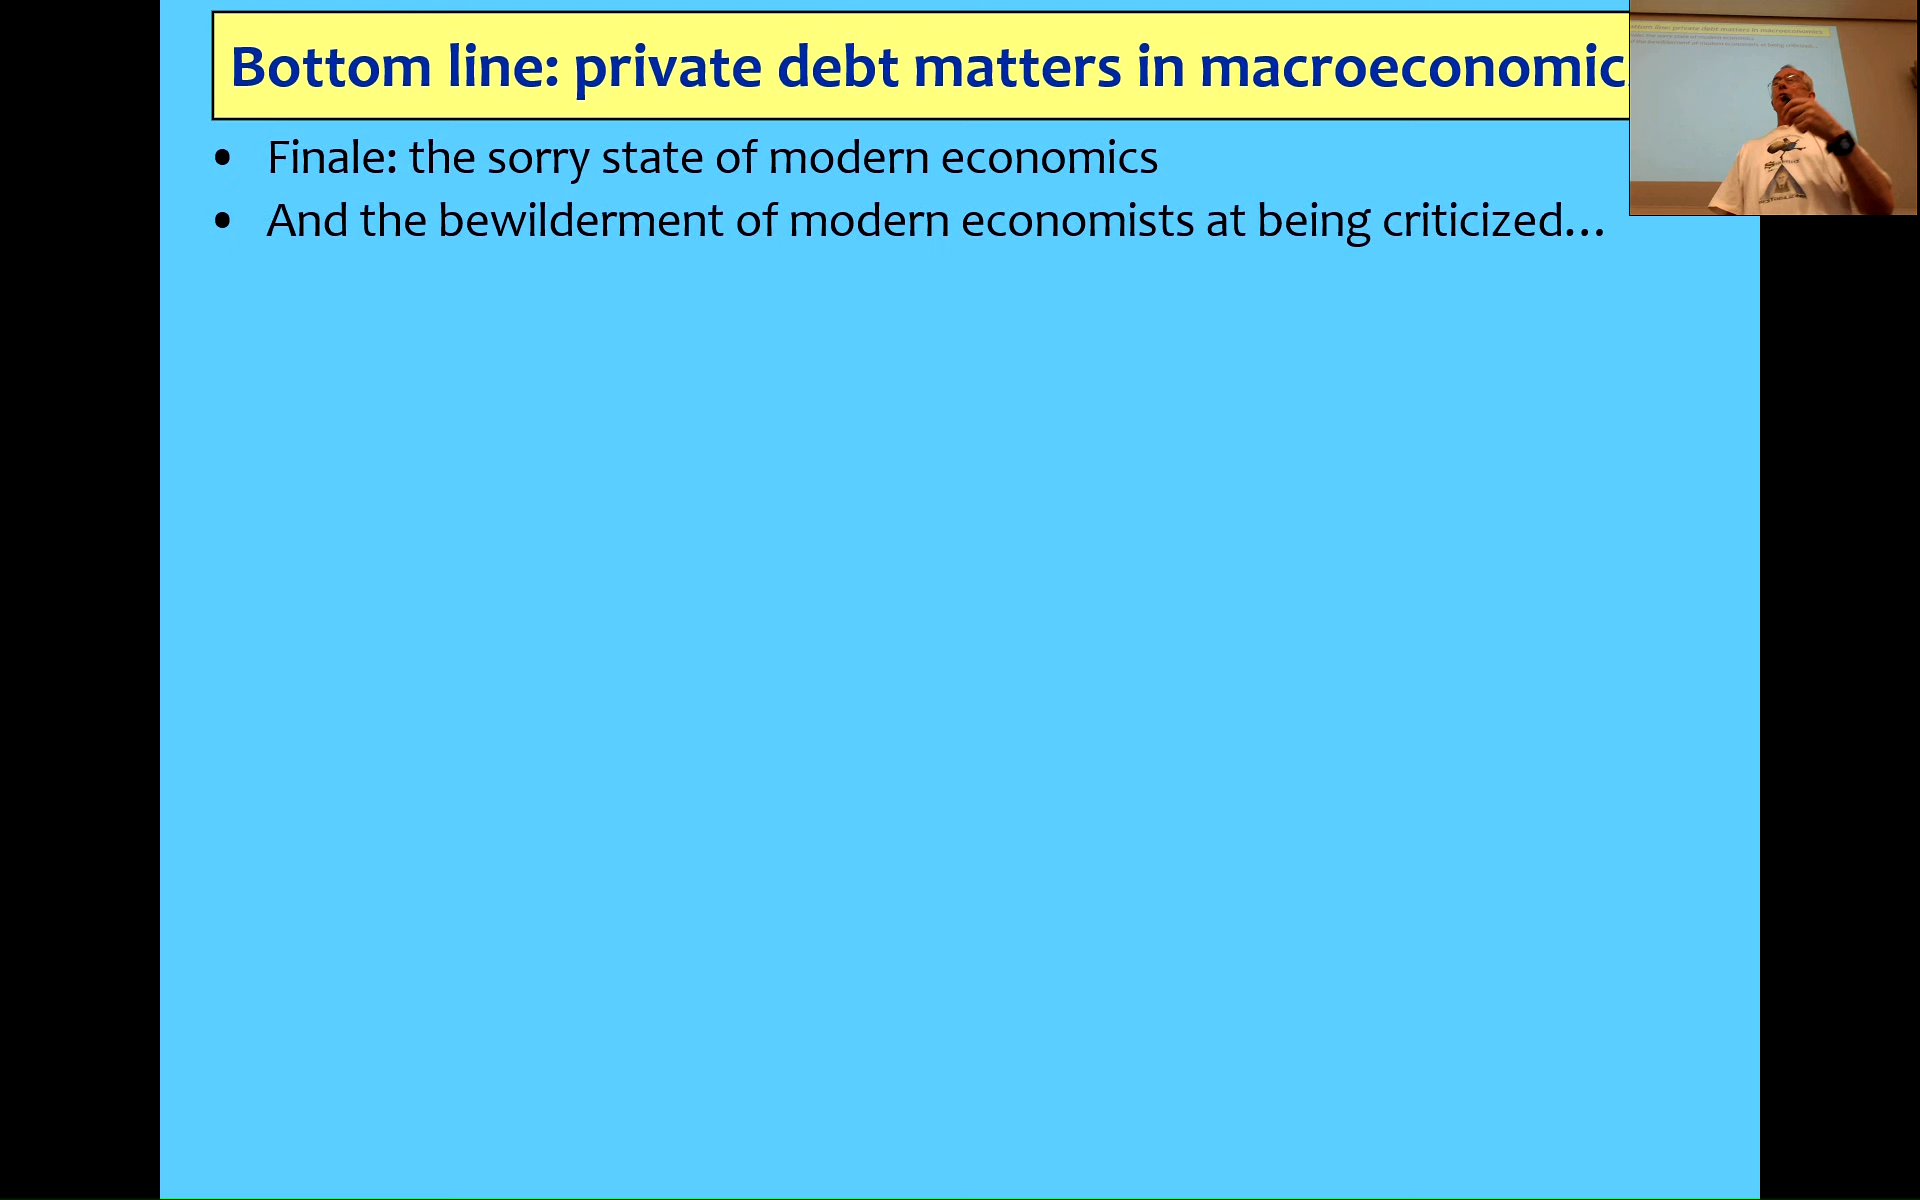 Bottom line: private debt matters in macroeconomic
• Finale: the sorry state of modern economics
• And the bewilderment of modern economists at being criticized…